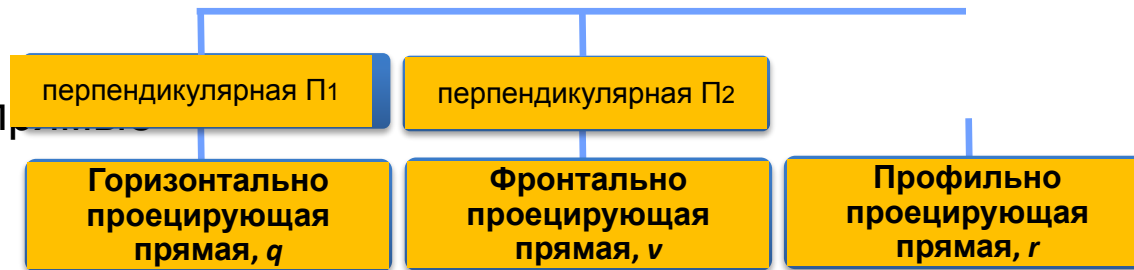 перпендикулярная П1
перпендикулярная П2
Горизонтально
проецирующая
прямая, q
Фронтально
проецирующая
прямая, v
Профильно
проецирующая
прямая, r